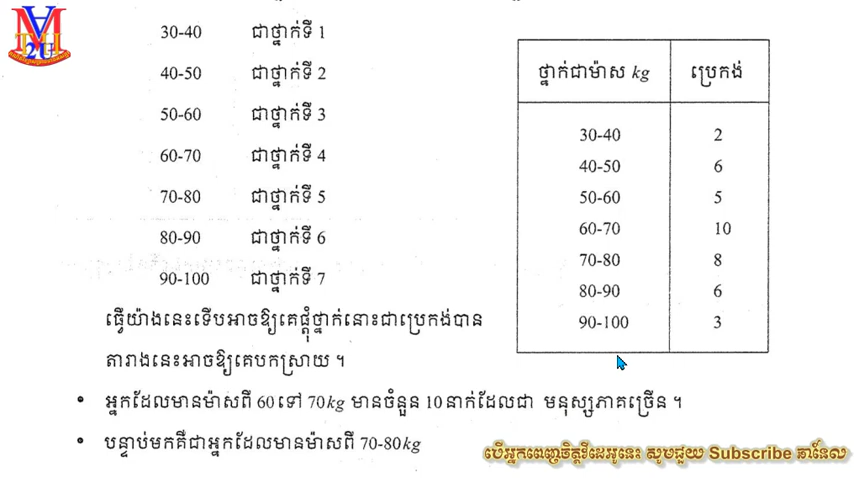 MATH
2U
30-40 ជាថ្នាក់ទី 1
40-50 ជាថ្នាក់ទី 2
50-60 ជាថ្នាក់ទី 3
60-70 ជាថ្នាក់ទី 4
70-80 ជាថ្នាក់ទី 5
80-90 ជាថ្នាក់ទី 6
90-100 ជាថ្នាក់ទី 7
ថ្នាក់ជាម៉ាស kg ប្រេកង់
30-40 2
40-50 6
50-60 5
60-70 10
70-80 8
80-90 6
90-100 3
ធ្វើយ៉ាងនេះទើបអាចឱ្យគេផ្តុំថ្នាក់នោះជាប្រេកង់បាន
តារាងនេះអាចឱ្យគេបកស្រាយ ។
• អ្នកដែលមានម៉ាសពី 60 ទៅ 70kg មានចំនួន 10 នាក់ដែលជា មនុស្សភាគច្រើន ។
• បន្ទាប់មកគឺជាអ្នកដែលមានម៉ាសពី 70-80kg
បើអ្នកពេញចិត្តវីដេអូនេះ សូមជួយ Subscribe ឆានែល